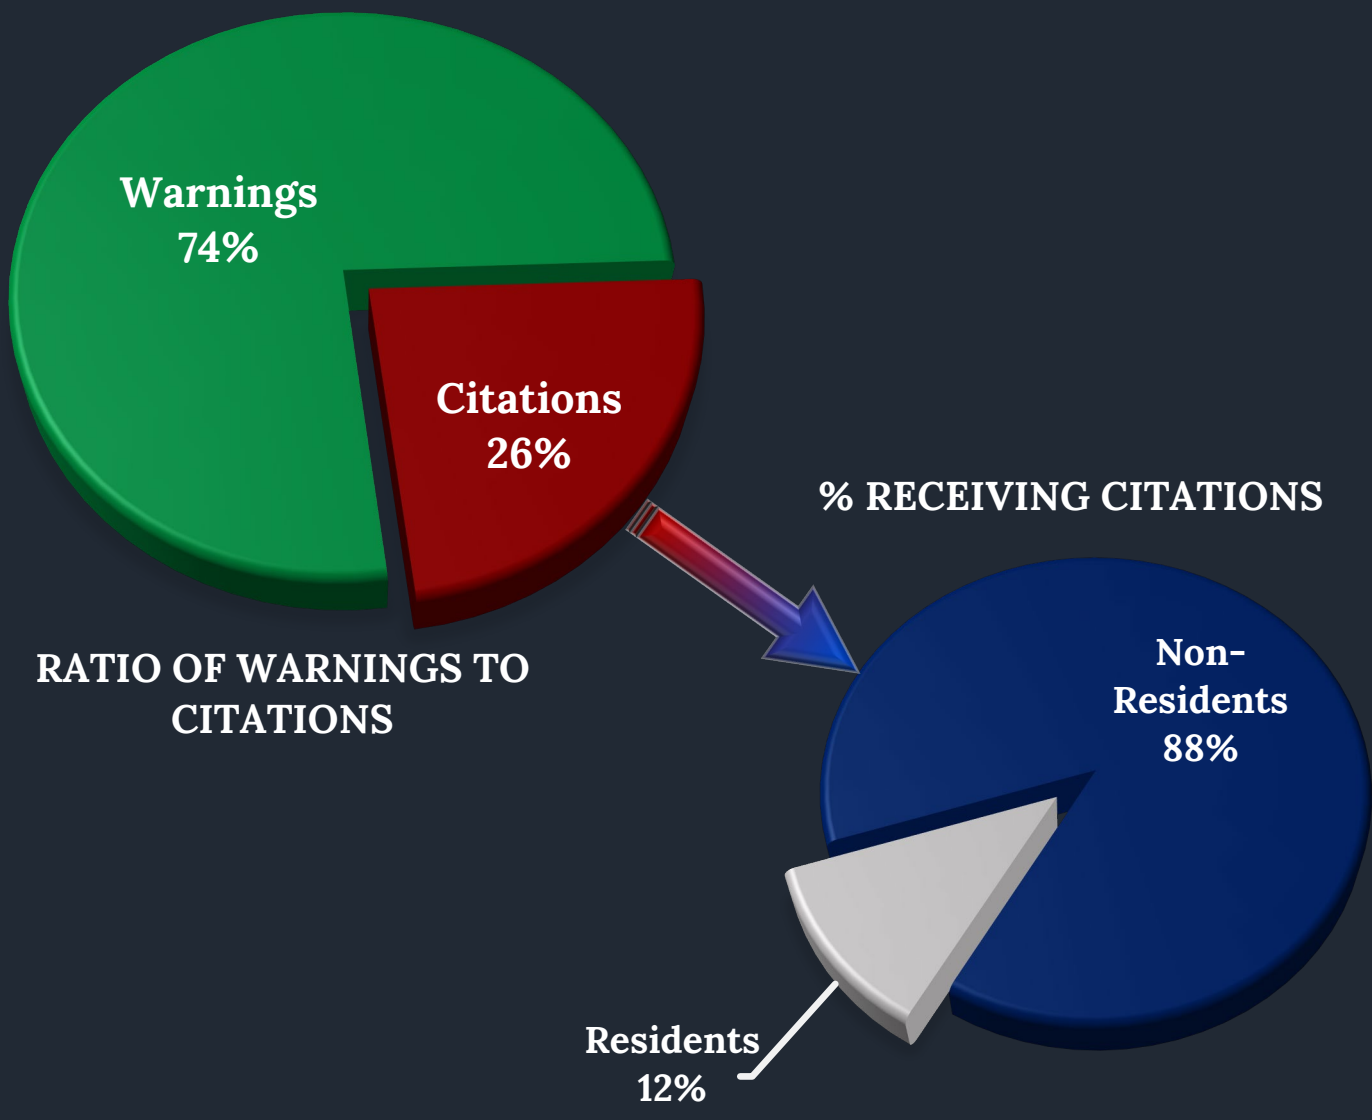 Warnings
74%
Citations
26%
RATIO OF WARNINGS TO
CITATIONS
% RECEIVING CITATIONS
Non-
Residents
88%
Residents
12%